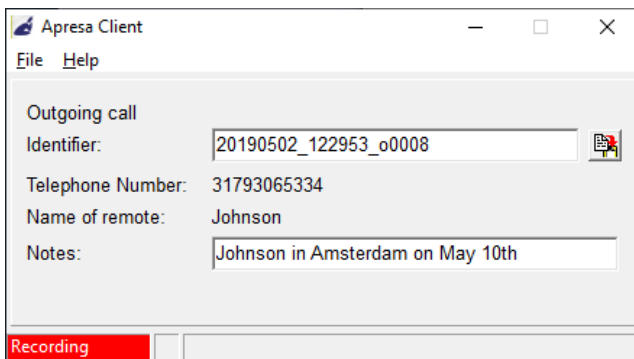 Apresa Client
File Help
Outgoing call
Identifier: 20190502_122953_o0008
Telephone Number: 31793065334
Name of remote: Johnson
Notes: Johnson in Amsterdam on May 10th
Recording